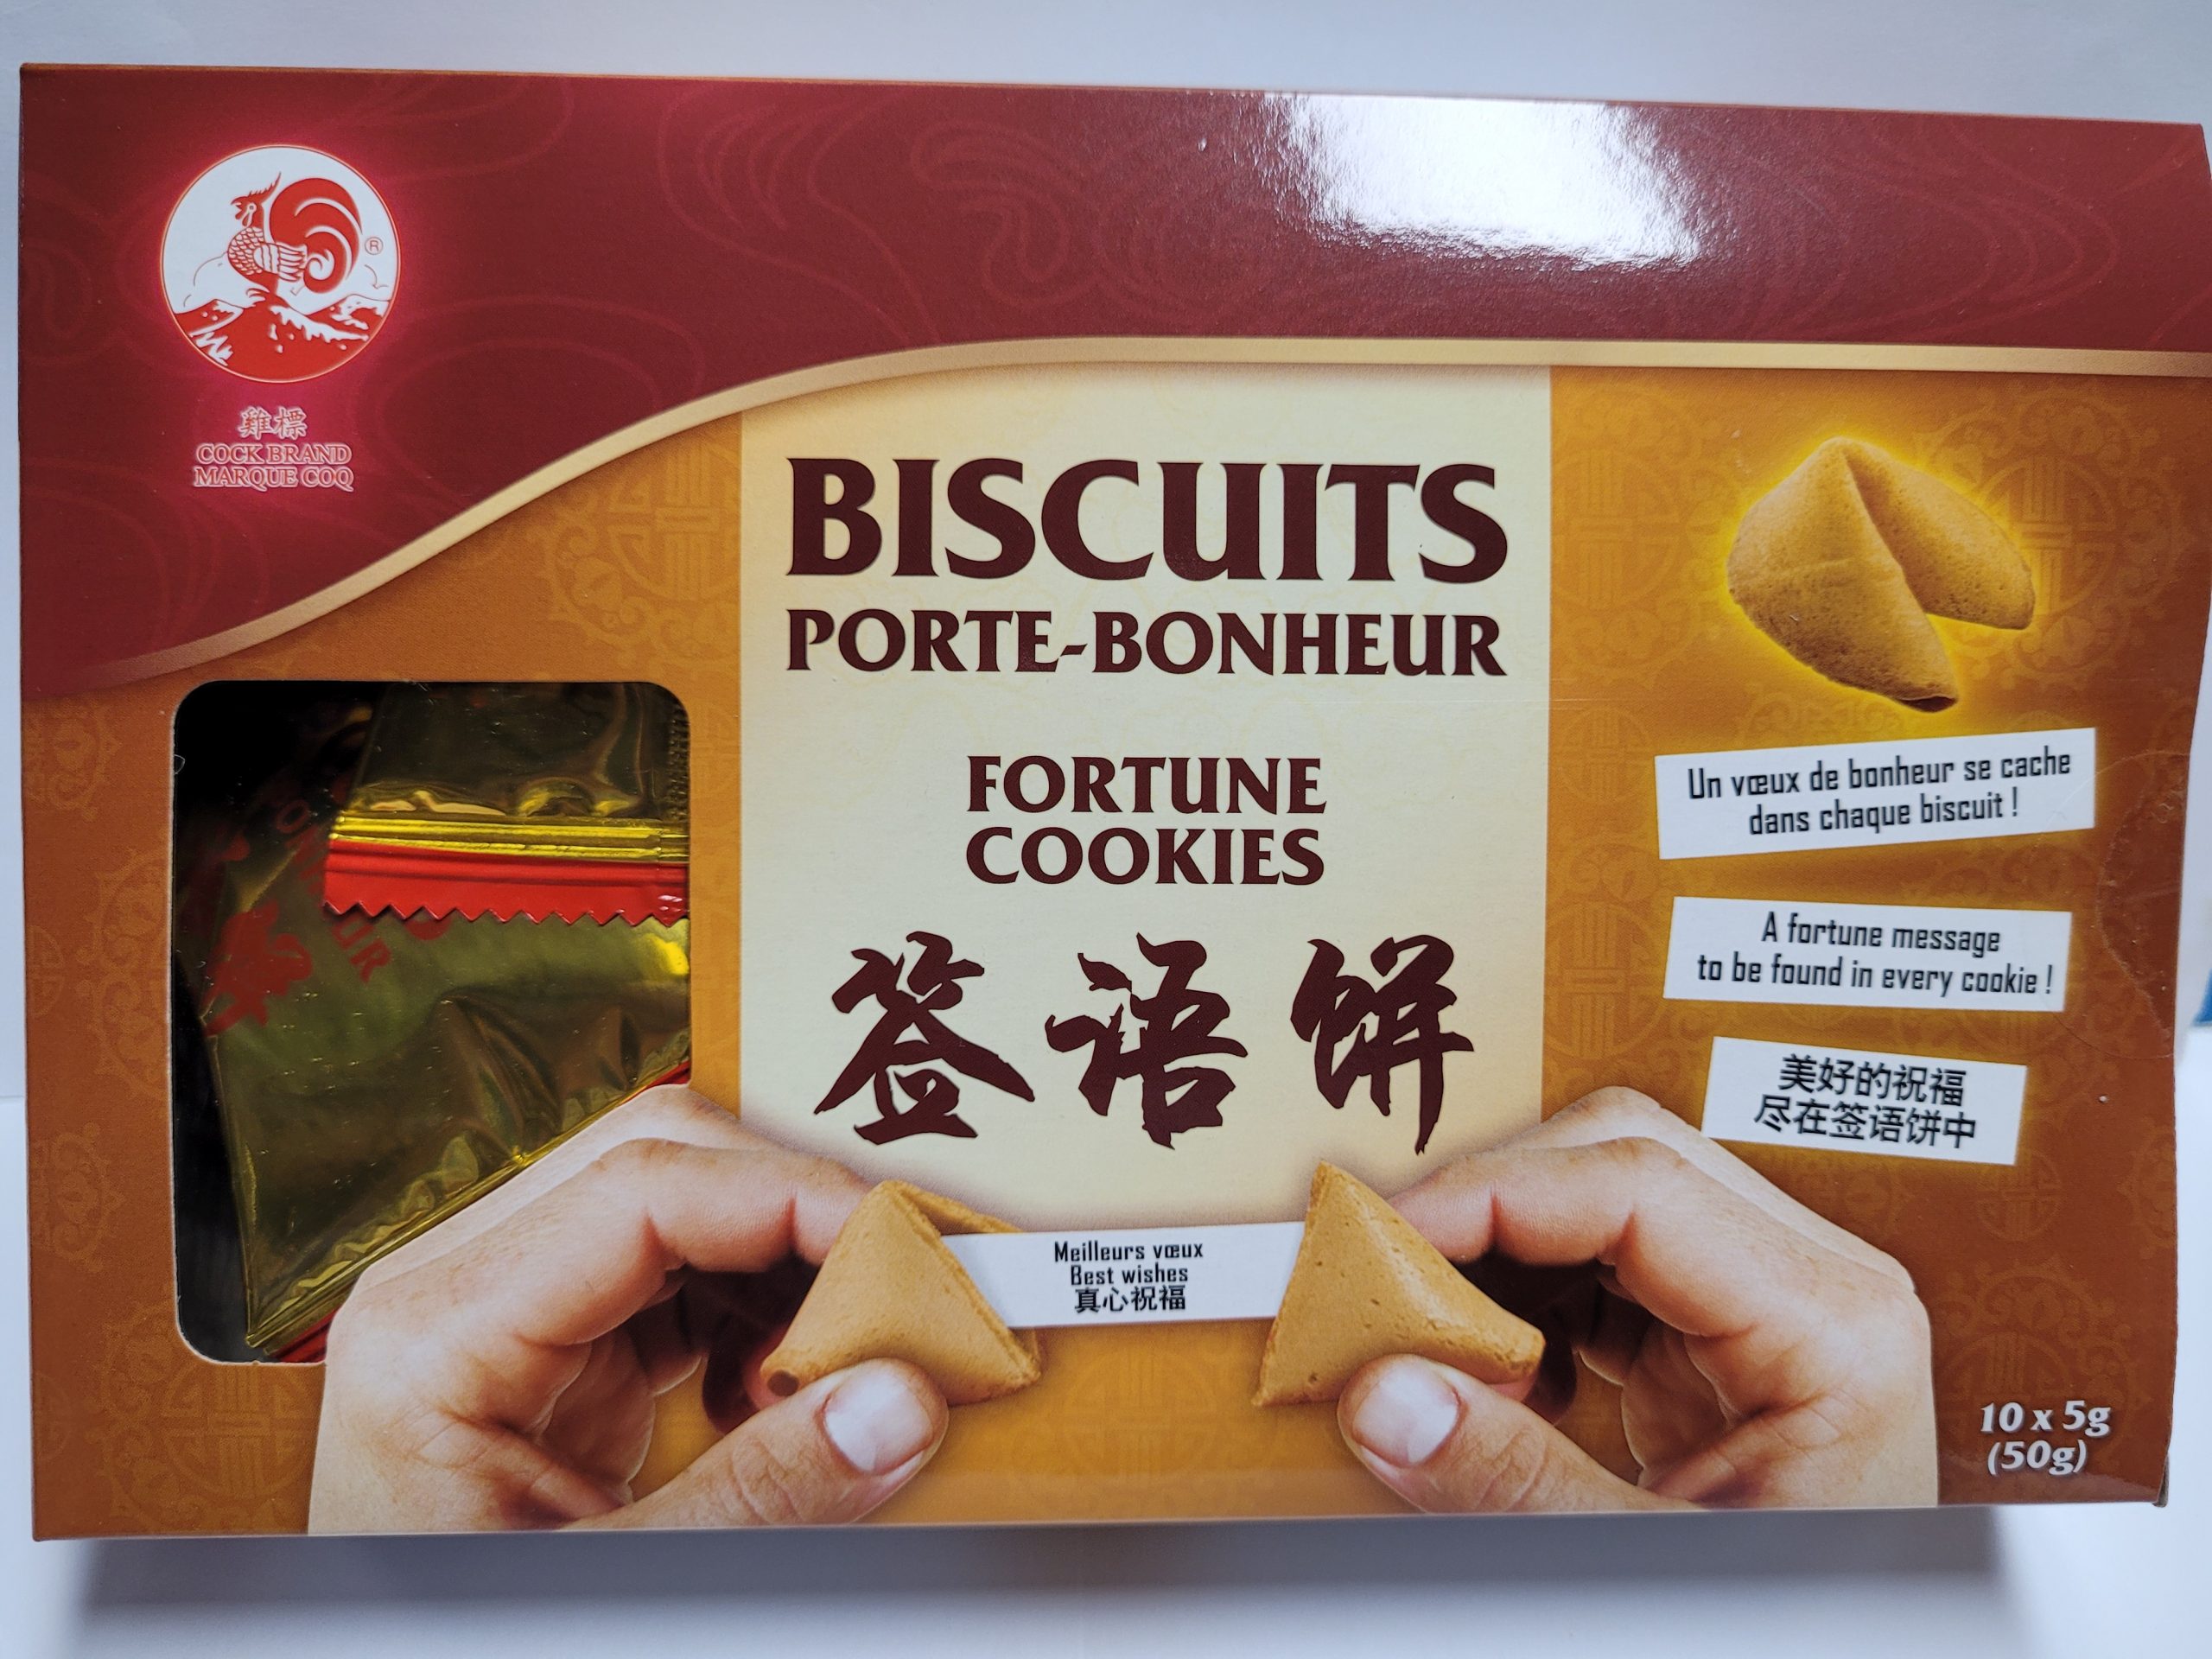 ®
雞標
COCK BRAND
MARQUE COQ
BISCUITS
PORTE-BONHEUR
FORTUNE
COOKIES
签语饼
Un vœux de bonheur se cache
dans chaque biscuit !
A fortune message
to be found in every cookie !
美好的祝福
尽在签语饼中
Meilleurs vœux
Best wishes
真心祝福
10 x 5g
(50g)